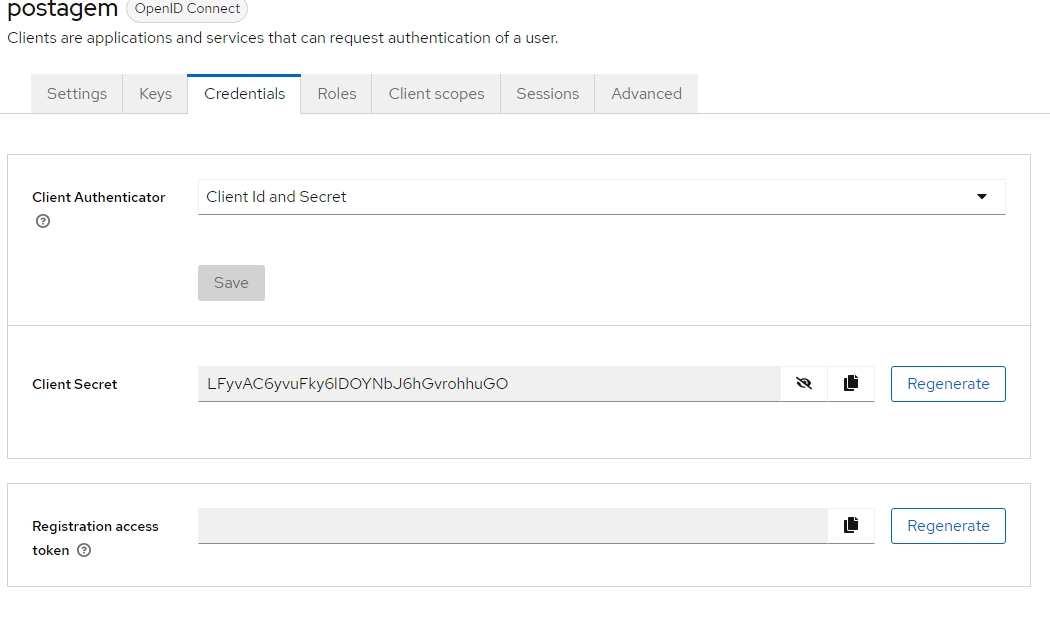 postagem OpenID Connect
Clients are applications and services that can request authentication of a user.
Settings Keys Credentials Roles Client scopes Sessions Advanced
Client Authenticator Client Id and Secret
Save
Client Secret LFyvAC6yvuFky6lDOYNbJ6hGvrohhuGO Regenerate
Registration access token Regenerate